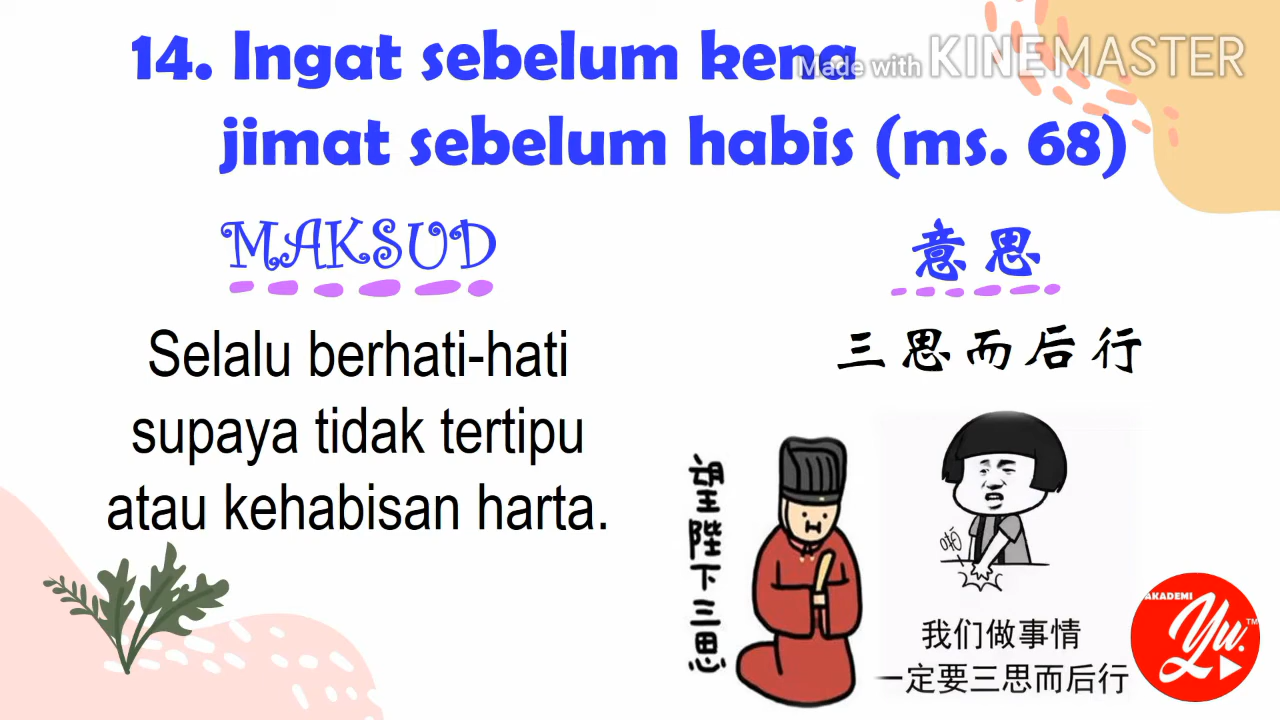 14. Ingat sebelum kena
Made with KINEMASTER
jimat sebelum habis (ms. 68)
MAKSUD
意思
Selalu berhati-hati
supaya tidak tertipu
atau kehabisan harta.
三思而后行
望陛下三思
啪
我们做事情
一定要三思而后行
AKADEMI
Yu.
TM